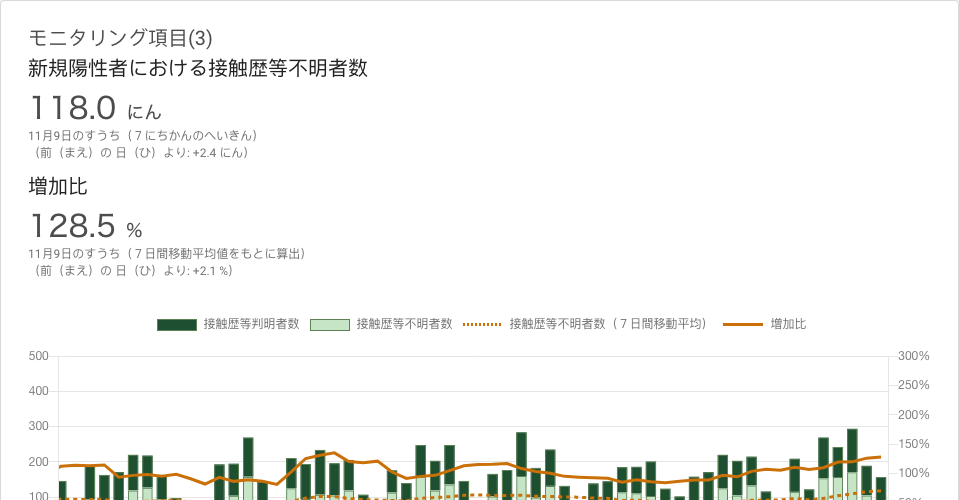 モニタリング項目(3)
新規陽性者における接触歴等不明者数
118.0 にん
11月9日のすうち（７にちかんのへいきん）
（前（まえ）の 日（ひ）より: +2.4 にん）
増加比
128.5 %
11月9日のすうち（７日間移動平均値をもとに算出）
（前（まえ）の 日（ひ）より: +2.1 %）
接触歴等判明者数 接触歴等不明者数 接触歴等不明者数（７日間移動平均） 増加比
500 300%
250%
400
200%
300
150%
200
100%
100